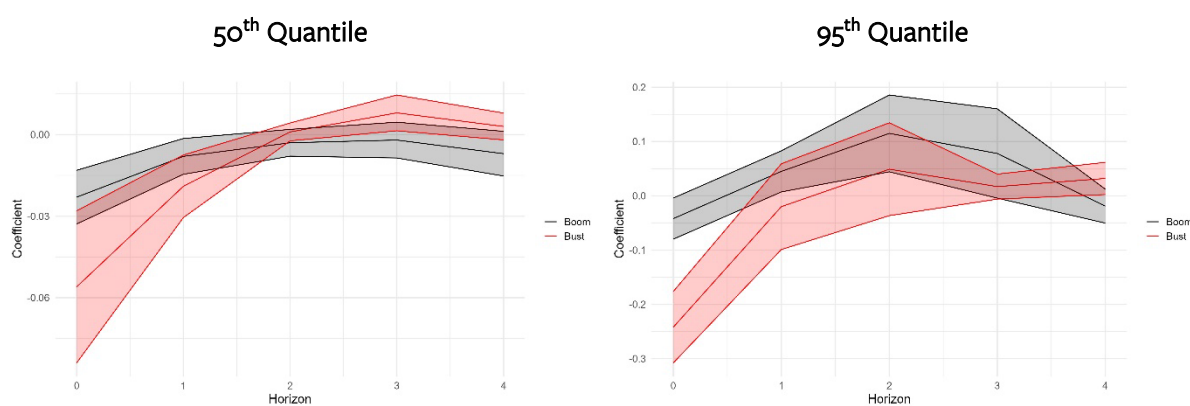 50th Quantile
95th Quantile
Coefficient
0.00
-0.03
-0.06
0
1
2
3
4
Horizon
Boom
Bust
Coefficient
0.2
0.1
0.0
-0.1
-0.2
-0.3
0
1
2
3
4
Horizon
Boom
Bust